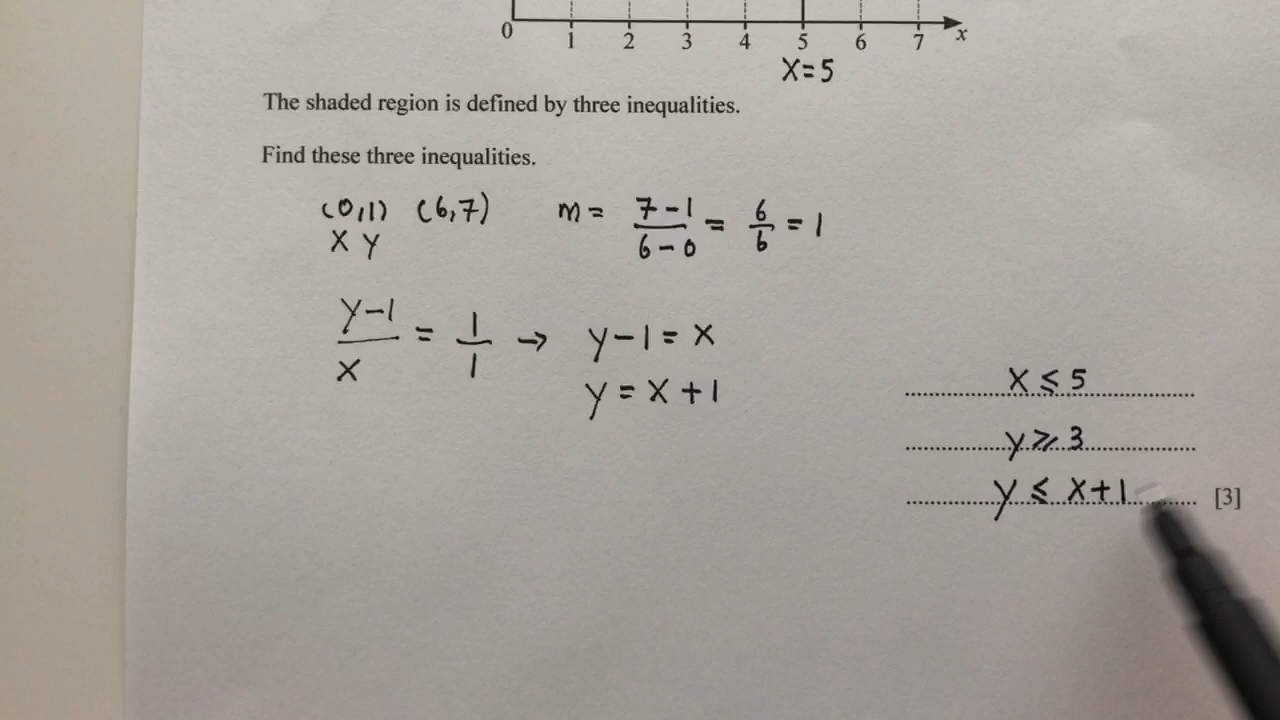 0 1 2 3 4 5 6 7 x
X=5
The shaded region is defined by three inequalities.
Find these three inequalities.
(0,1) (6,7) m = 7-1 / 6-0 = 6/6 = 1
X Y
y-1 / x = 1/1 → y-1 = x
y = x + 1
x ⩽ 5
y ⩾ 3
y ⩽ x+1 [3]